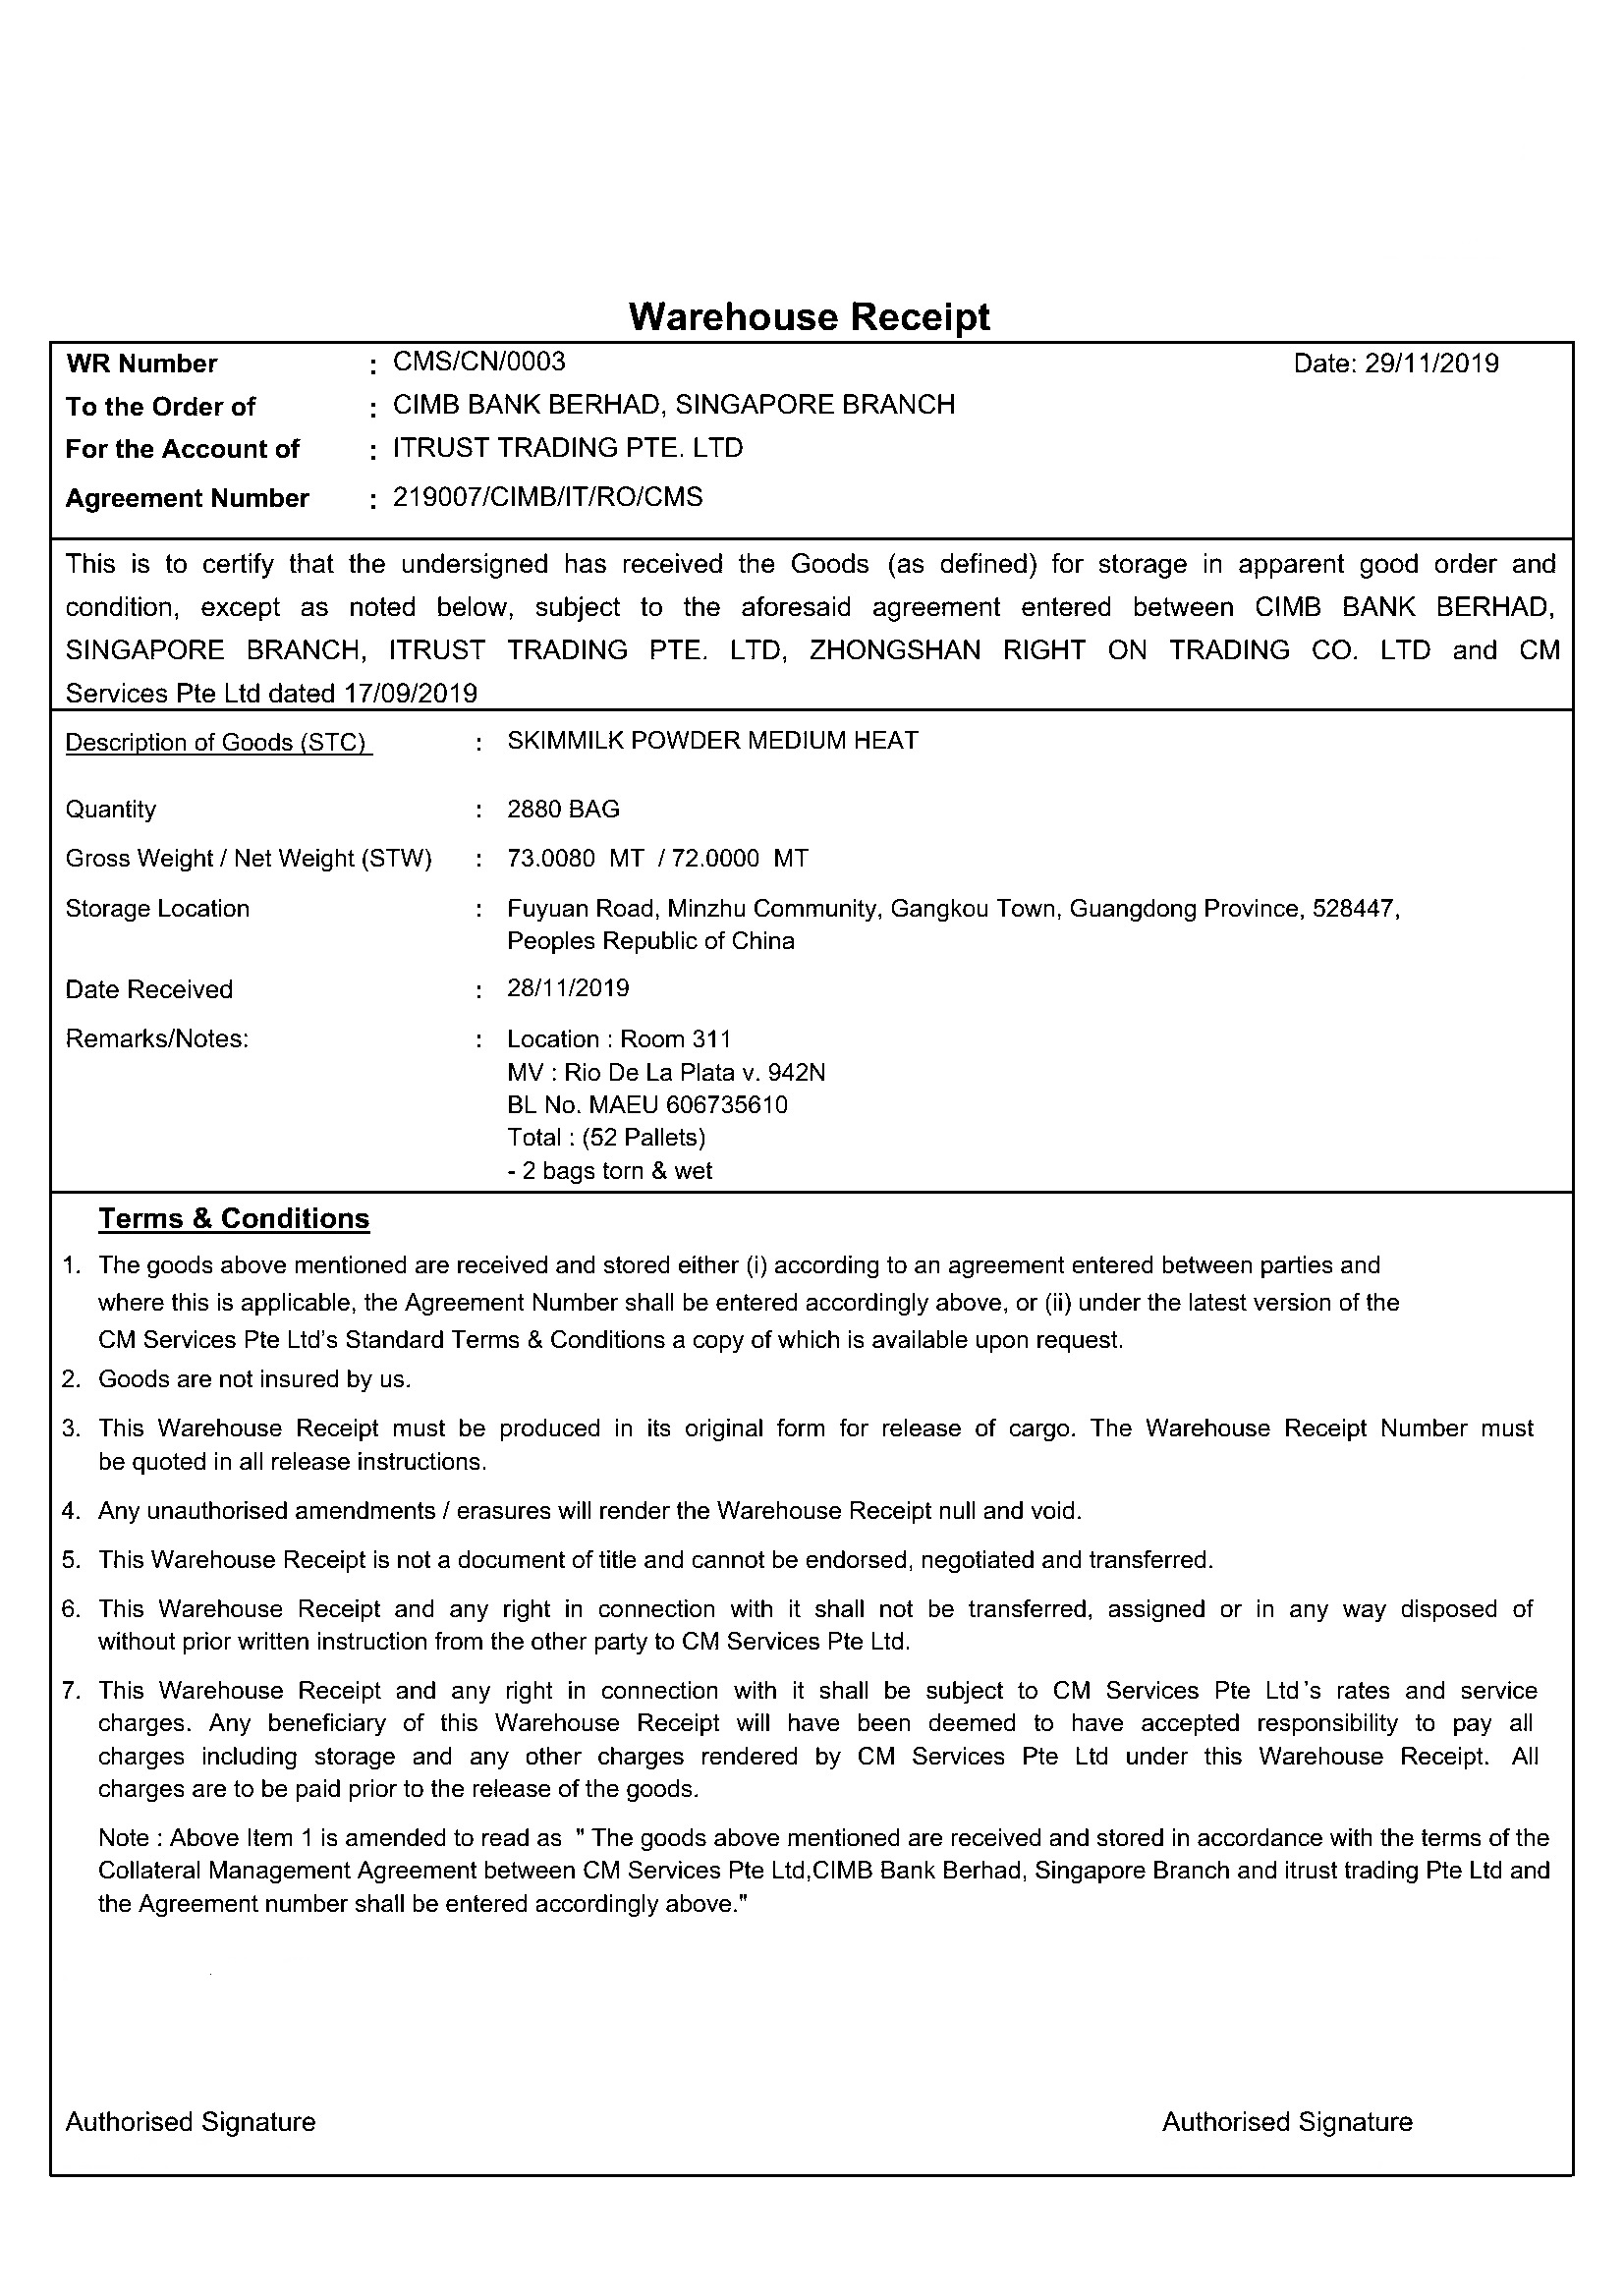 Warehouse Receipt
WR Number : CMS/CN/0003 Date: 29/11/2019
To the Order of : CIMB BANK BERHAD, SINGAPORE BRANCH
For the Account of : ITRUST TRADING PTE. LTD
Agreement Number : 219007/CIMB/IT/RO/CMS
This is to certify that the undersigned has received the Goods (as defined) for storage in apparent good order and
condition, except as noted below, subject to the aforesaid agreement entered between CIMB BANK BERHAD,
SINGAPORE BRANCH, ITRUST TRADING PTE. LTD, ZHONGSHAN RIGHT ON TRADING CO. LTD and CM
Services Pte Ltd dated 17/09/2019
Description of Goods (STC) : SKIMMILK POWDER MEDIUM HEAT
Quantity : 2880 BAG
Gross Weight / Net Weight (STW) : 73.0080 MT / 72.0000 MT
Storage Location : Fuyuan Road, Minzhu Community, Gangkou Town, Guangdong Province, 528447,
Peoples Republic of China
Date Received : 28/11/2019
Remarks/Notes: : Location : Room 311
MV : Rio De La Plata v. 942N
BL No. MAEU 606735610
Total : (52 Pallets)
- 2 bags torn & wet
Terms & Conditions
1. The goods above mentioned are received and stored either (i) according to an agreement entered between parties and
where this is applicable, the Agreement Number shall be entered accordingly above, or (ii) under the latest version of the
CM Services Pte Ltd's Standard Terms & Conditions a copy of which is available upon request.
2. Goods are not insured by us.
3. This Warehouse Receipt must be produced in its original form for release of cargo. The Warehouse Receipt Number must
be quoted in all release instructions.
4. Any unauthorised amendments / erasures will render the Warehouse Receipt null and void.
5. This Warehouse Receipt is not a document of title and cannot be endorsed, negotiated and transferred.
6. This Warehouse Receipt and any right in connection with it shall not be transferred, assigned or in any way disposed of
without prior written instruction from the other party to CM Services Pte Ltd.
7. This Warehouse Receipt and any right in connection with it shall be subject to CM Services Pte Ltd's rates and service
charges. Any beneficiary of this Warehouse Receipt will have been deemed to have accepted responsibility to pay all
charges including storage and any other charges rendered by CM Services Pte Ltd under this Warehouse Receipt. All
charges are to be paid prior to the release of the goods.
Note : Above Item 1 is amended to read as " The goods above mentioned are received and stored in accordance with the terms of the
Collateral Management Agreement between CM Services Pte Ltd,CIMB Bank Berhad, Singapore Branch and itrust trading Pte Ltd and
the Agreement number shall be entered accordingly above."
Authorised Signature Authorised Signature